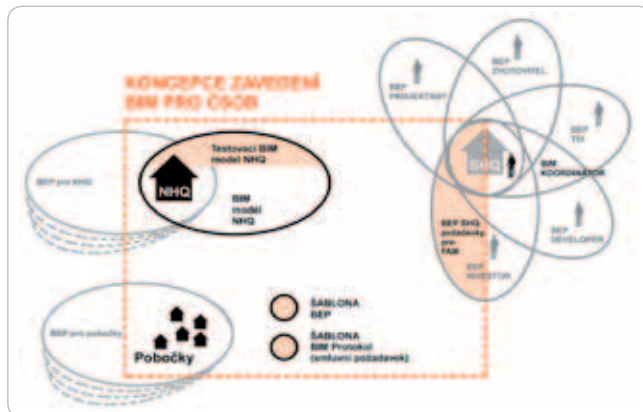 KONCEPCE ZAVEDENÍ
BIM PRO ČSOB
BEP
PROJEKTANT
BEP
ZHOTOVITEL
BEP
TDI
BIM
KOORDINÁTOR
BEP
DEVELOPER
BEP
INVESTOR
SHQ
BEP SHQ
požadavky
pro
FAM
Testovací BIM
model NHQ
NHQ
BIM
model
NHQ
BEP pro NHQ
BEP pro pobočky
Pobočky
ŠABLONA
BEP
ŠABLONA
BIM Protokol
(smluvní požadavek)